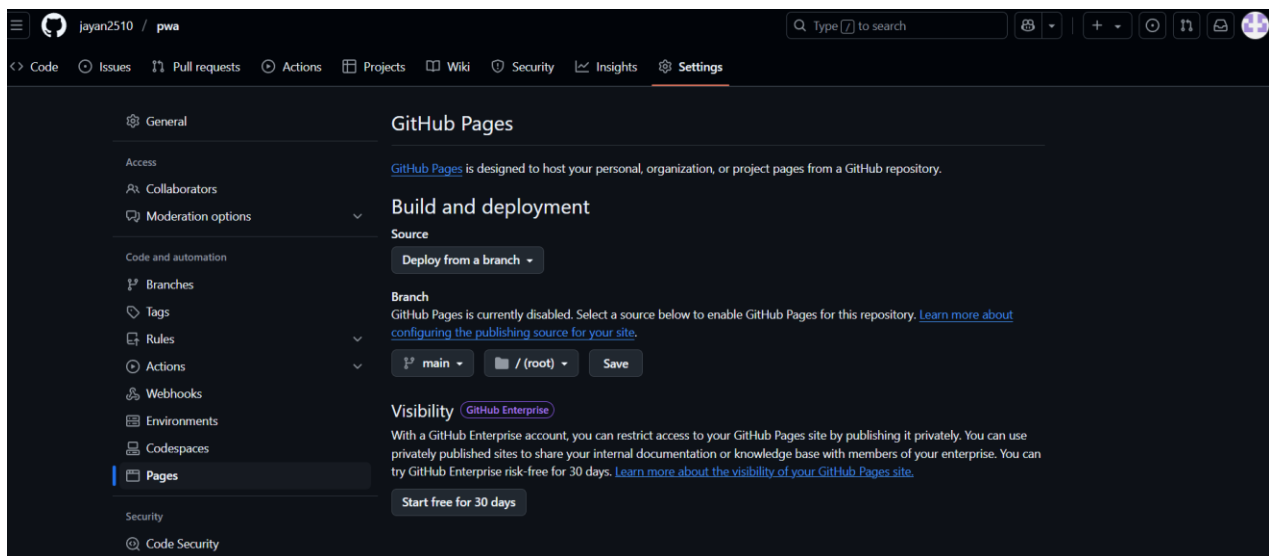 jayan2510 / pwa
Type / to search
Code Issues Pull requests Actions Projects Wiki Security Insights Settings
General
Access
Collaborators
Moderation options
Code and automation
Branches
Tags
Rules
Actions
Webhooks
Environments
Codespaces
Pages
Security
Code Security
GitHub Pages
GitHub Pages is designed to host your personal, organization, or project pages from a GitHub repository.
Build and deployment
Source
Deploy from a branch
Branch
GitHub Pages is currently disabled. Select a source below to enable GitHub Pages for this repository. Learn more about
configuring the publishing source for your site.
main / (root) Save
Visibility GitHub Enterprise
With a GitHub Enterprise account, you can restrict access to your GitHub Pages site by publishing it privately. You can use
privately published sites to share your internal documentation or knowledge base with members of your enterprise. You can
try GitHub Enterprise risk-free for 30 days. Learn more about the visibility of your GitHub Pages site.
Start free for 30 days